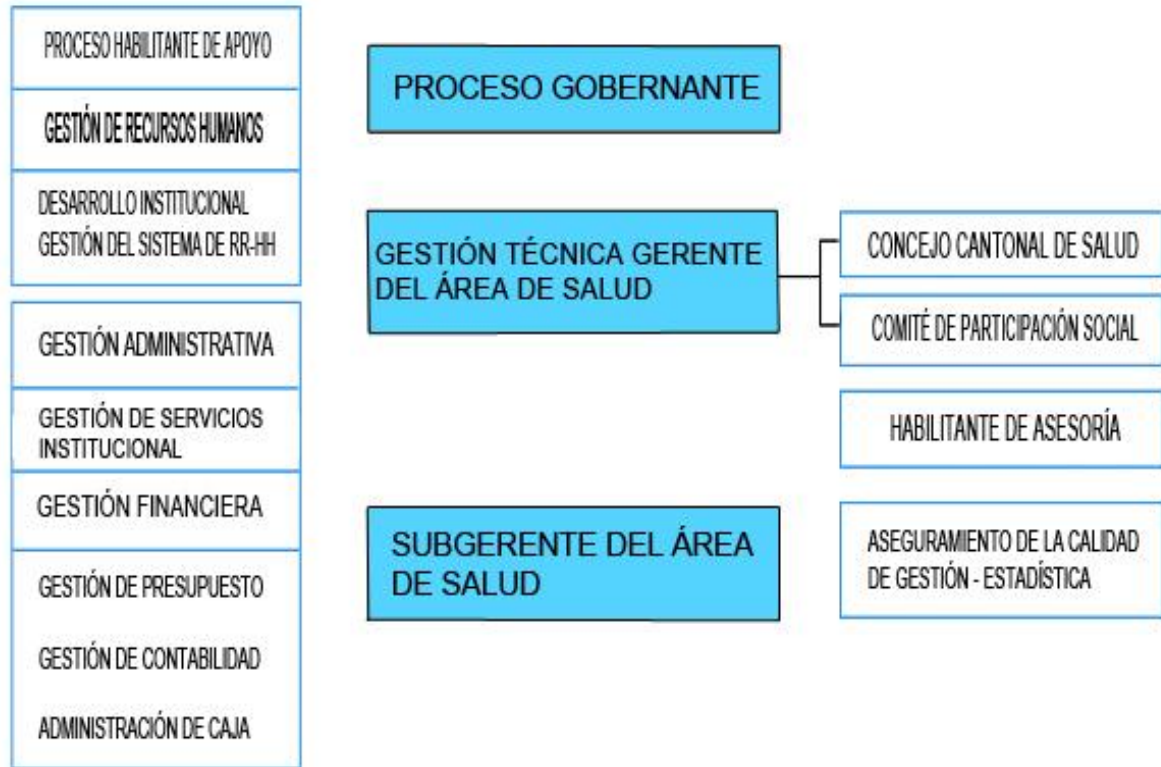 PROCESO HABILITANTE DE APOYO
GESTIÓN DE RECURSOS HUMANOS
DESARROLLO INSTITUCIONAL
GESTIÓN DEL SISTEMA DE RR-HH
GESTIÓN ADMINISTRATIVA
GESTIÓN DE SERVICIOS
INSTITUCIONAL
GESTIÓN FINANCIERA
GESTIÓN DE PRESUPUESTO
GESTIÓN DE CONTABILIDAD
ADMINISTRACIÓN DE CAJA
PROCESO GOBERNANTE
GESTIÓN TÉCNICA GERENTE
DEL ÁREA DE SALUD
SUBGERENTE DEL ÁREA
DE SALUD
CONCEJO CANTONAL DE SALUD
COMITÉ DE PARTICIPACIÓN SOCIAL
HABILITANTE DE ASESORÍA
ASEGURAMIENTO DE LA CALIDAD
DE GESTIÓN - ESTADÍSTICA